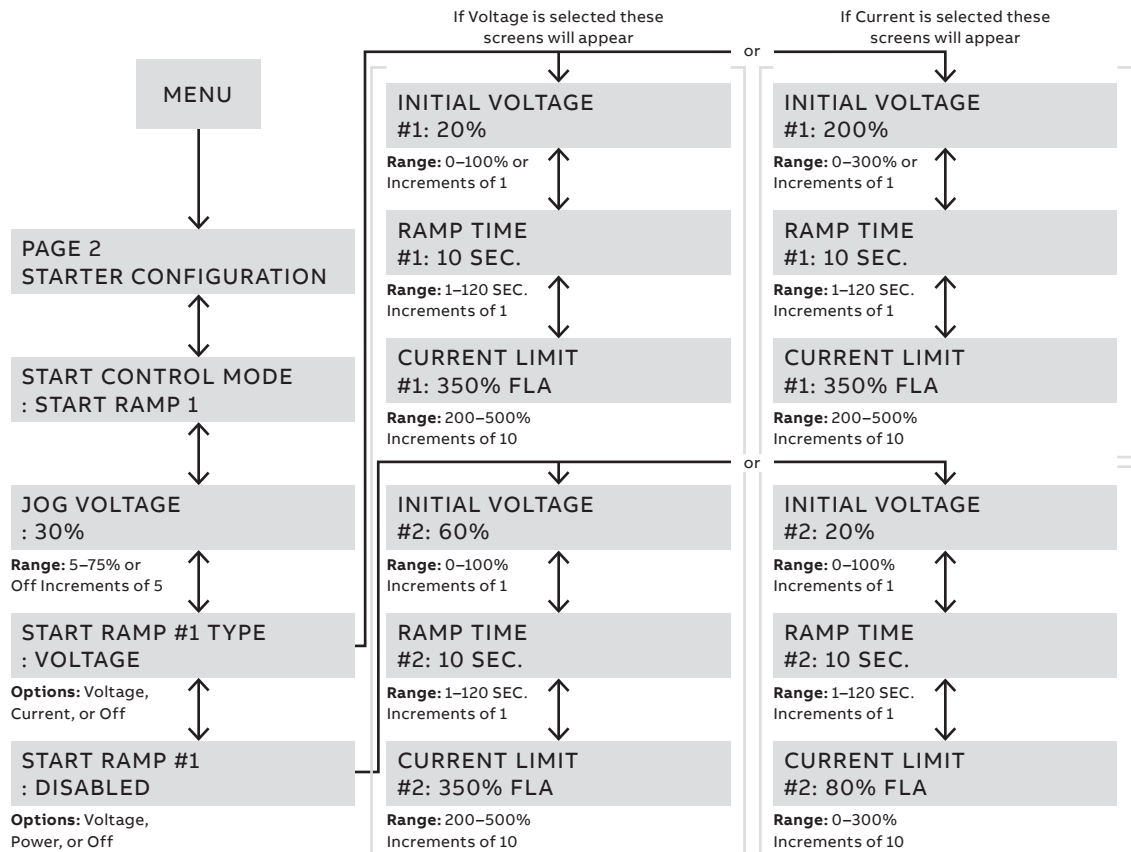 If Voltage is selected these
screens will appear
or
If Current is selected these
screens will appear
MENU
PAGE 2
STARTER CONFIGURATION
START CONTROL MODE
: START RAMP 1
JOG VOLTAGE
: 30%
Range: 5–75% or
Off Increments of 5
START RAMP #1 TYPE
: VOLTAGE
Options: Voltage,
Current, or Off
START RAMP #1
: DISABLED
Options: Voltage,
Power, or Off
INITIAL VOLTAGE
#1: 20%
Range: 0–100% or
Increments of 1
RAMP TIME
#1: 10 SEC.
Range: 1–120 SEC.
Increments of 1
CURRENT LIMIT
#1: 350% FLA
Range: 200–500%
Increments of 10
INITIAL VOLTAGE
#1: 200%
Range: 0–300% or
Increments of 1
RAMP TIME
#1: 10 SEC.
Range: 1–120 SEC.
Increments of 1
CURRENT LIMIT
#1: 350% FLA
Range: 200–500%
Increments of 10
or
INITIAL VOLTAGE
#2: 60%
Range: 0–100%
Increments of 1
RAMP TIME
#2: 10 SEC.
Range: 1–120 SEC.
Increments of 1
CURRENT LIMIT
#2: 350% FLA
Range: 200–500%
Increments of 10
INITIAL VOLTAGE
#2: 20%
Range: 0–100%
Increments of 1
RAMP TIME
#2: 10 SEC.
Range: 1–120 SEC.
Increments of 1
CURRENT LIMIT
#2: 80% FLA
Range: 0–300%
Increments of 10